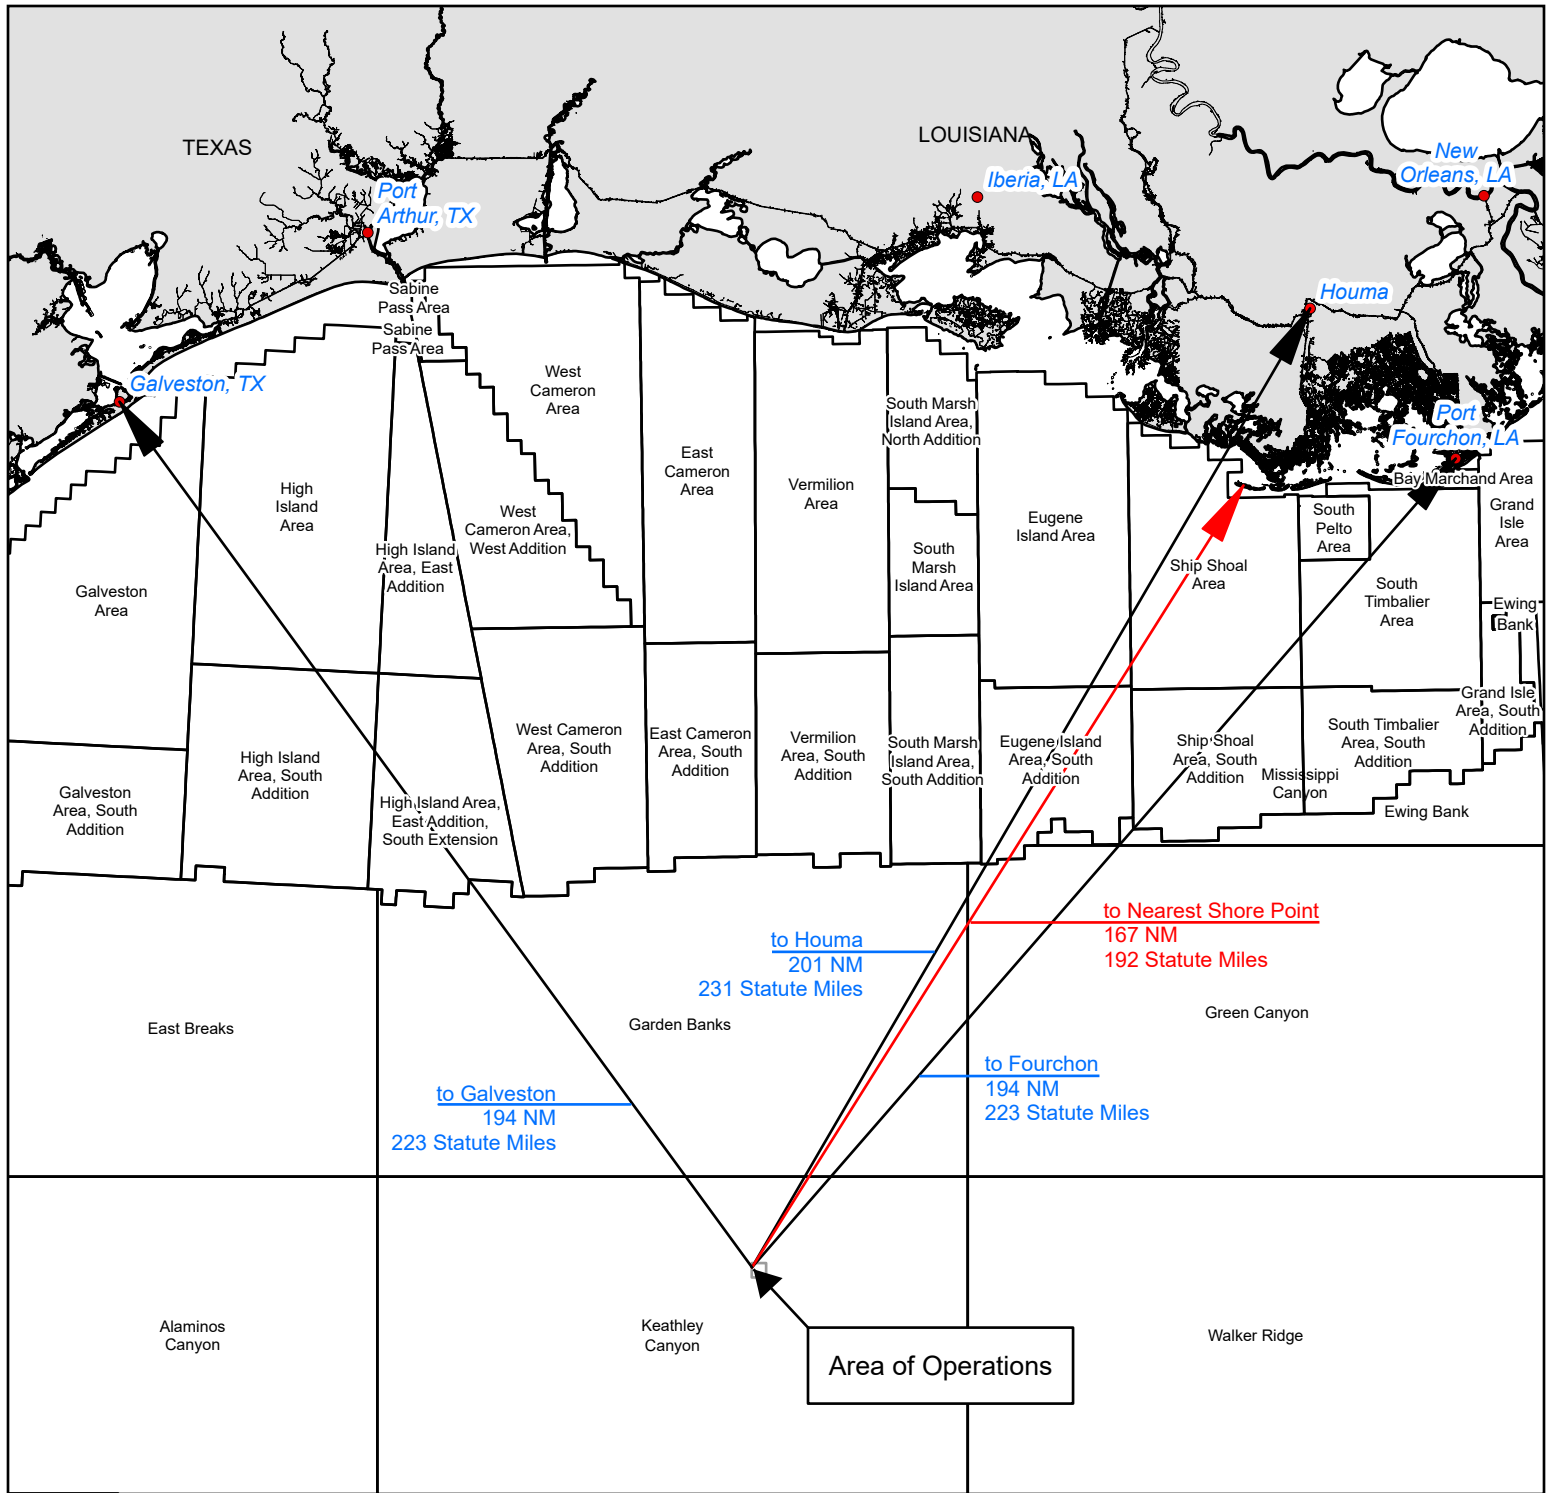 TEXAS
LOUISIANA
New
Orleans, LA
Iberia, LA
Port
Arthur, TX
Houma
Galveston, TX
Port
Fourchon, LA
Sabine
Pass Area
Sabine
Pass Area
West
Cameron
Area
South Marsh
Island Area,
North Addition
East
Cameron
Area
Vermilion
Area
Bay Marchand Area
High
Island
Area
West
Cameron Area,
West Addition
Eugene
Island Area
South
Pelto
Area
Grand
Isle
Area
High Island
Area, East
Addition
South
Marsh
Island Area
Ship Shoal
Area
Galveston
Area
South
Timbalier
Area
Ewing
Bank
Grand Isle
Area, South
Addition
West Cameron
Area, South
Addition
East Cameron
Area, South
Addition
Vermilion
Area, South
Addition
South Marsh
Island Area,
South Addition
Eugene Island
Area, South
Addition
Ship Shoal
Area, South
Addition
South Timbalier
Area, South
Addition
High Island
Area, South
Addition
Mississippi
Canyon
Galveston
Area, South
Addition
High Island Area,
East Addition,
South Extension
Ewing Bank
to Nearest Shore Point
167 NM
192 Statute Miles
to Houma
201 NM
231 Statute Miles
East Breaks
Garden Banks
Green Canyon
to Fourchon
194 NM
223 Statute Miles
to Galveston
194 NM
223 Statute Miles
Alaminos
Canyon
Keathley
Canyon
Walker Ridge
Area of Operations